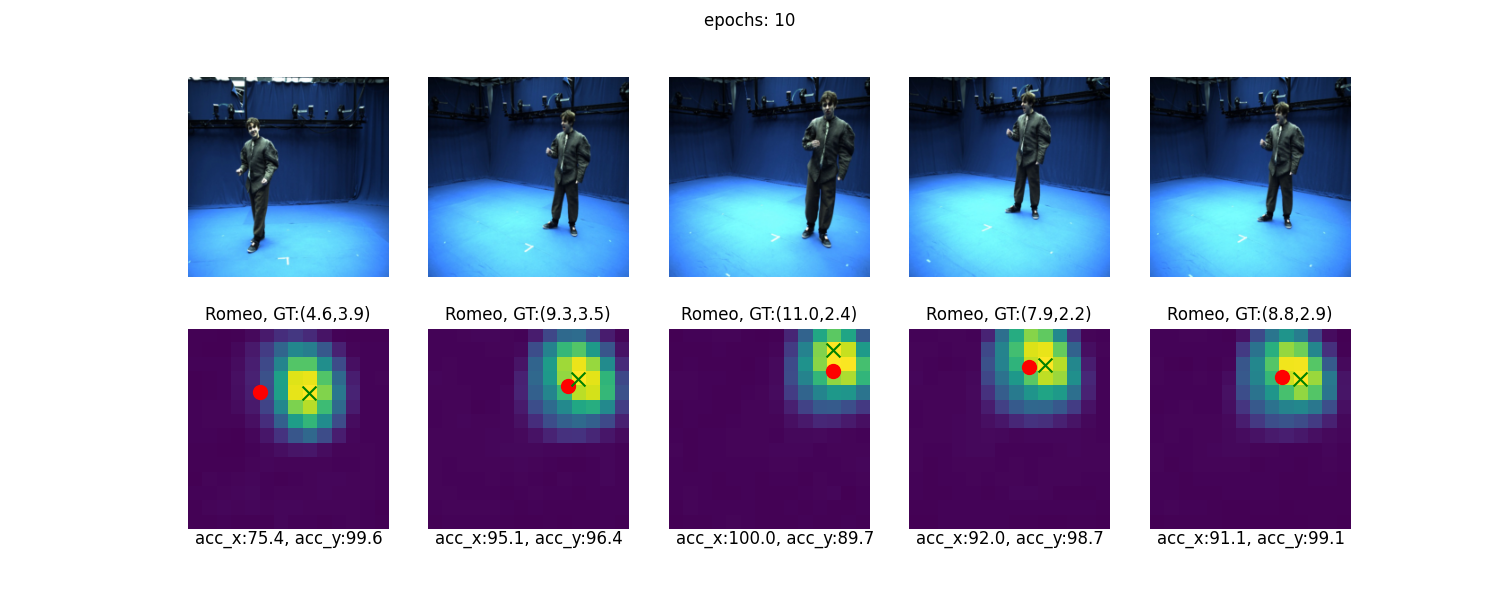 epochs: 10
Romeo, GT:(4.6,3.9)
Romeo, GT:(9.3,3.5)
Romeo, GT:(11.0,2.4)
Romeo, GT:(7.9,2.2)
Romeo, GT:(8.8,2.9)
acc_x:75.4, acc_y:99.6
acc_x:95.1, acc_y:96.4
acc_x:100.0, acc_y:89.7
acc_x:92.0, acc_y:98.7
acc_x:91.1, acc_y:99.1